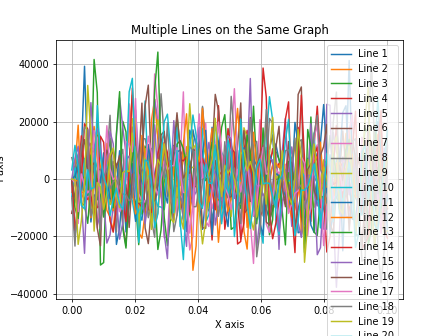 Multiple Lines on the Same Graph
40000
20000
0
−20000
−40000
0.00
0.02
0.04
0.06
X axis
Line 1
Line 2
Line 3
Line 4
Line 5
Line 6
Line 7
Line 8
Line 9
Line 10
Line 11
Line 12
Line 13
Line 14
Line 15
Line 16
Line 17
Line 18
Line 19